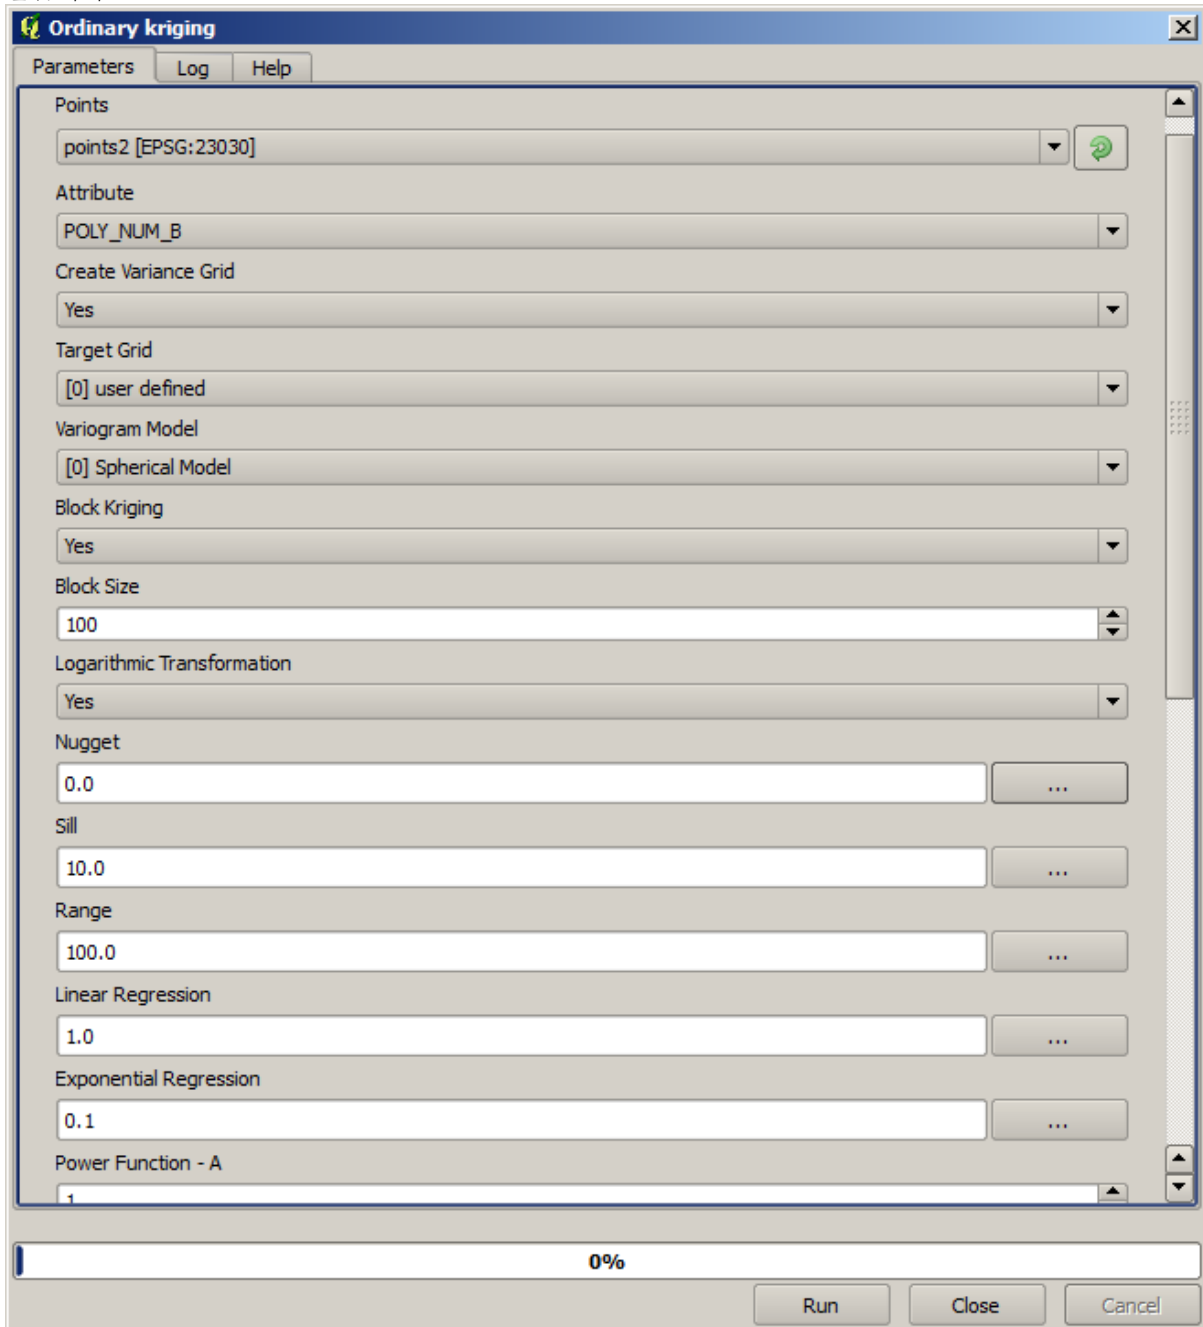 Ordinary kriging
Parameters Log Help
Points
points2 [EPSG:23030]
Attribute
POLY_NUM_B
Create Variance Grid
Yes
Target Grid
[0] user defined
Variogram Model
[0] Spherical Model
Block Kriging
Yes
Block Size
100
Logarithmic Transformation
Yes
Nugget
0.0 ...
Sill
10.0 ...
Range
100.0 ...
Linear Regression
1.0 ...
Exponential Regression
0.1 ...
Power Function - A
1
0%
Run Close Cancel